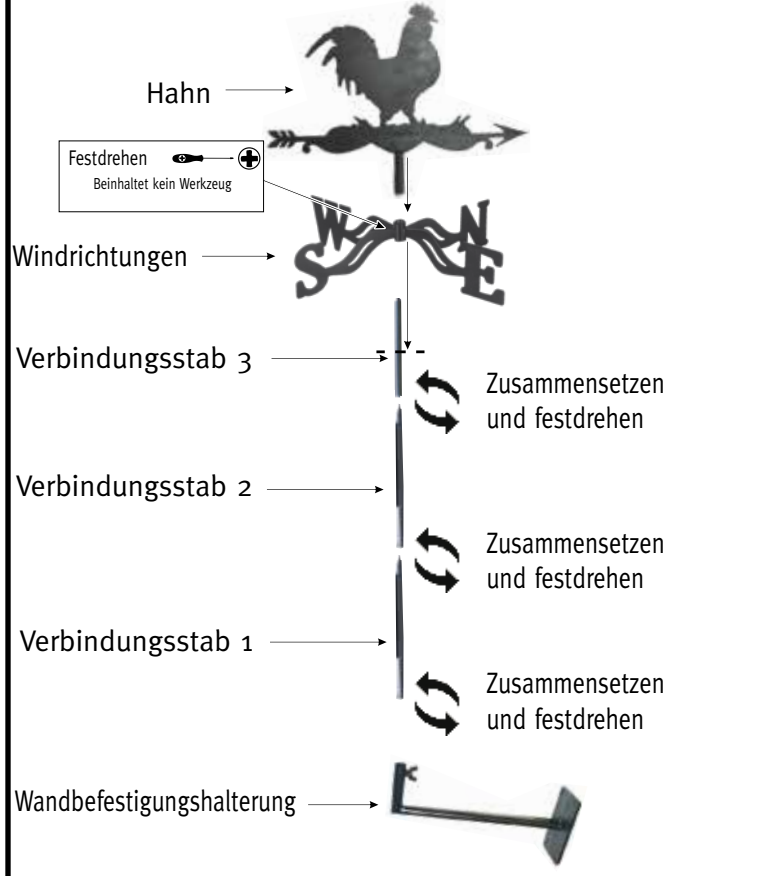 Hahn
Festdrehen
Beinhaltet kein Werkzeug
W N
Windrichtungen
S E
Verbindungsstab 3
Zusammensetzen
und festdrehen
Verbindungsstab 2
Zusammensetzen
und festdrehen
Verbindungsstab 1
Zusammensetzen
und festdrehen
Wandbefestigungshalterung